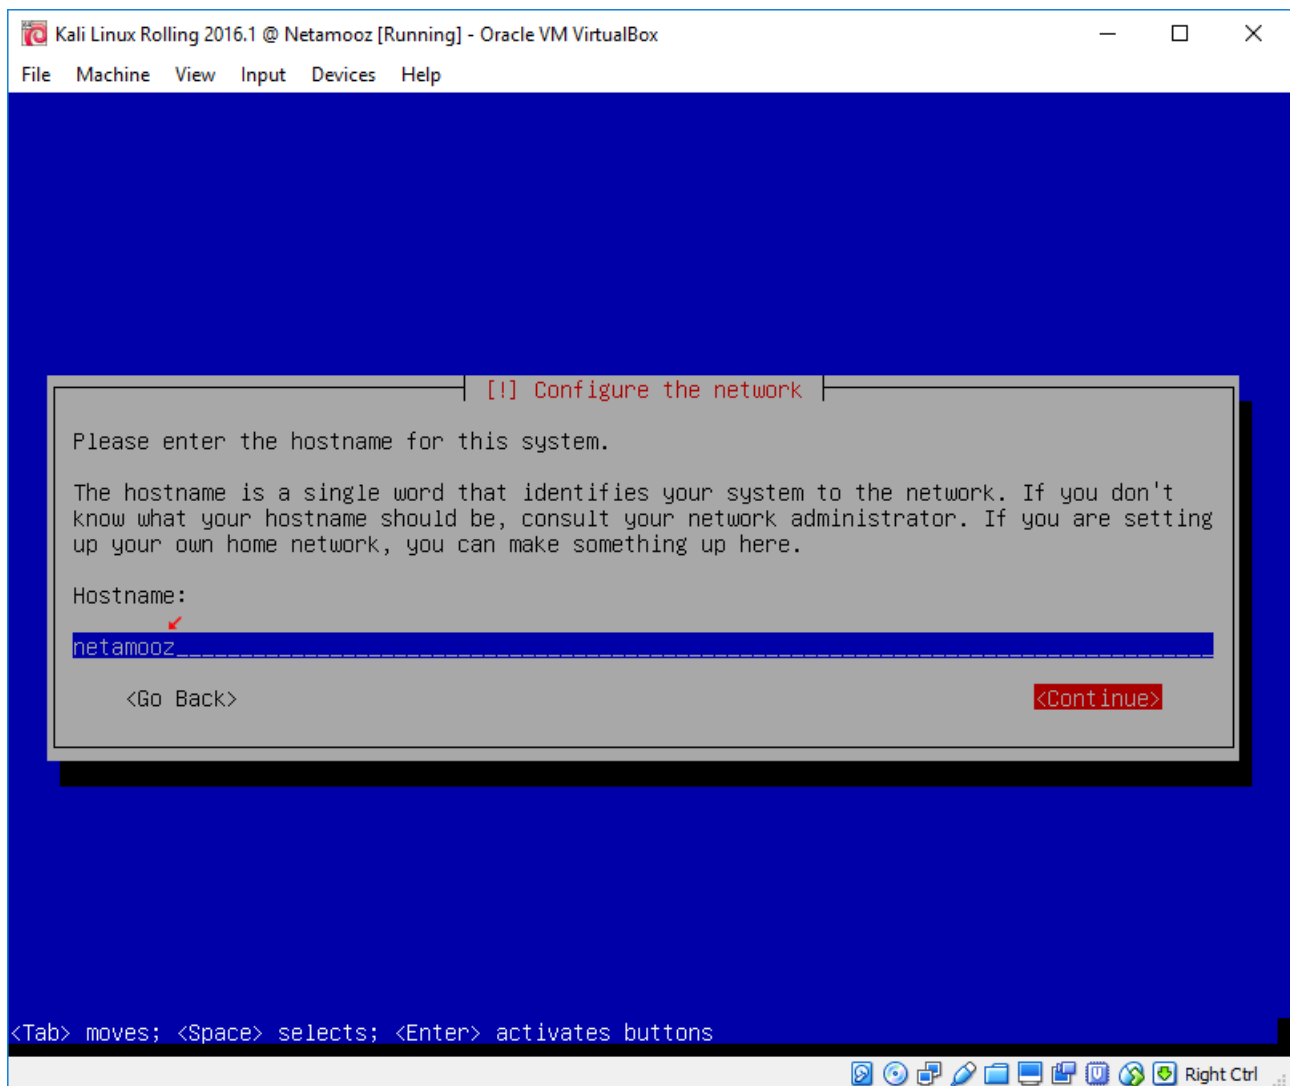 Kali Linux Rolling 2016.1 @ Netamooz [Running] - Oracle VM VirtualBox
File Machine View Input Devices Help
[!] Configure the network
Please enter the hostname for this system.
The hostname is a single word that identifies your system to the network. If you don't
know what your hostname should be, consult your network administrator. If you are setting
up your own home network, you can make something up here.
Hostname:
netamooz
<Go Back> <Continue>
<Tab> moves; <Space> selects; <Enter> activates buttons
Right Ctrl